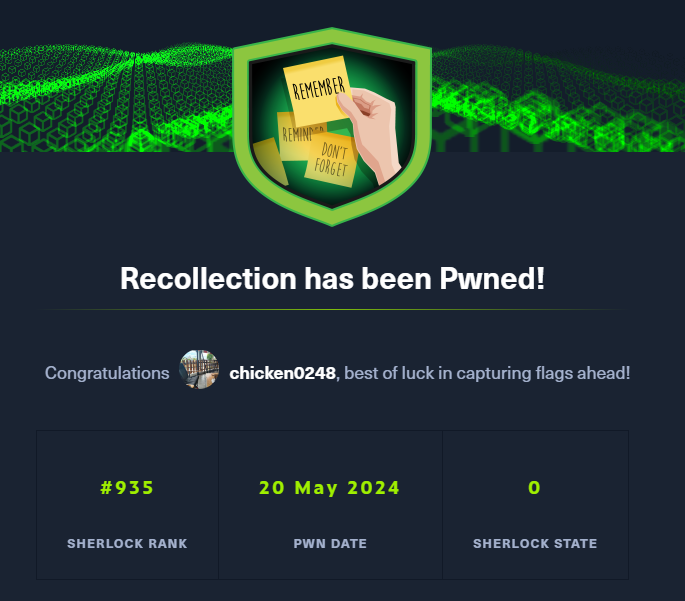 REMEMBER
REMINDER
DON'T
FORGET
Recollection has been Pwned!
Congratulations chicken0248, best of luck in capturing flags ahead!
#935 20 May 2024 0
SHERLOCK RANK PWN DATE SHERLOCK STATE